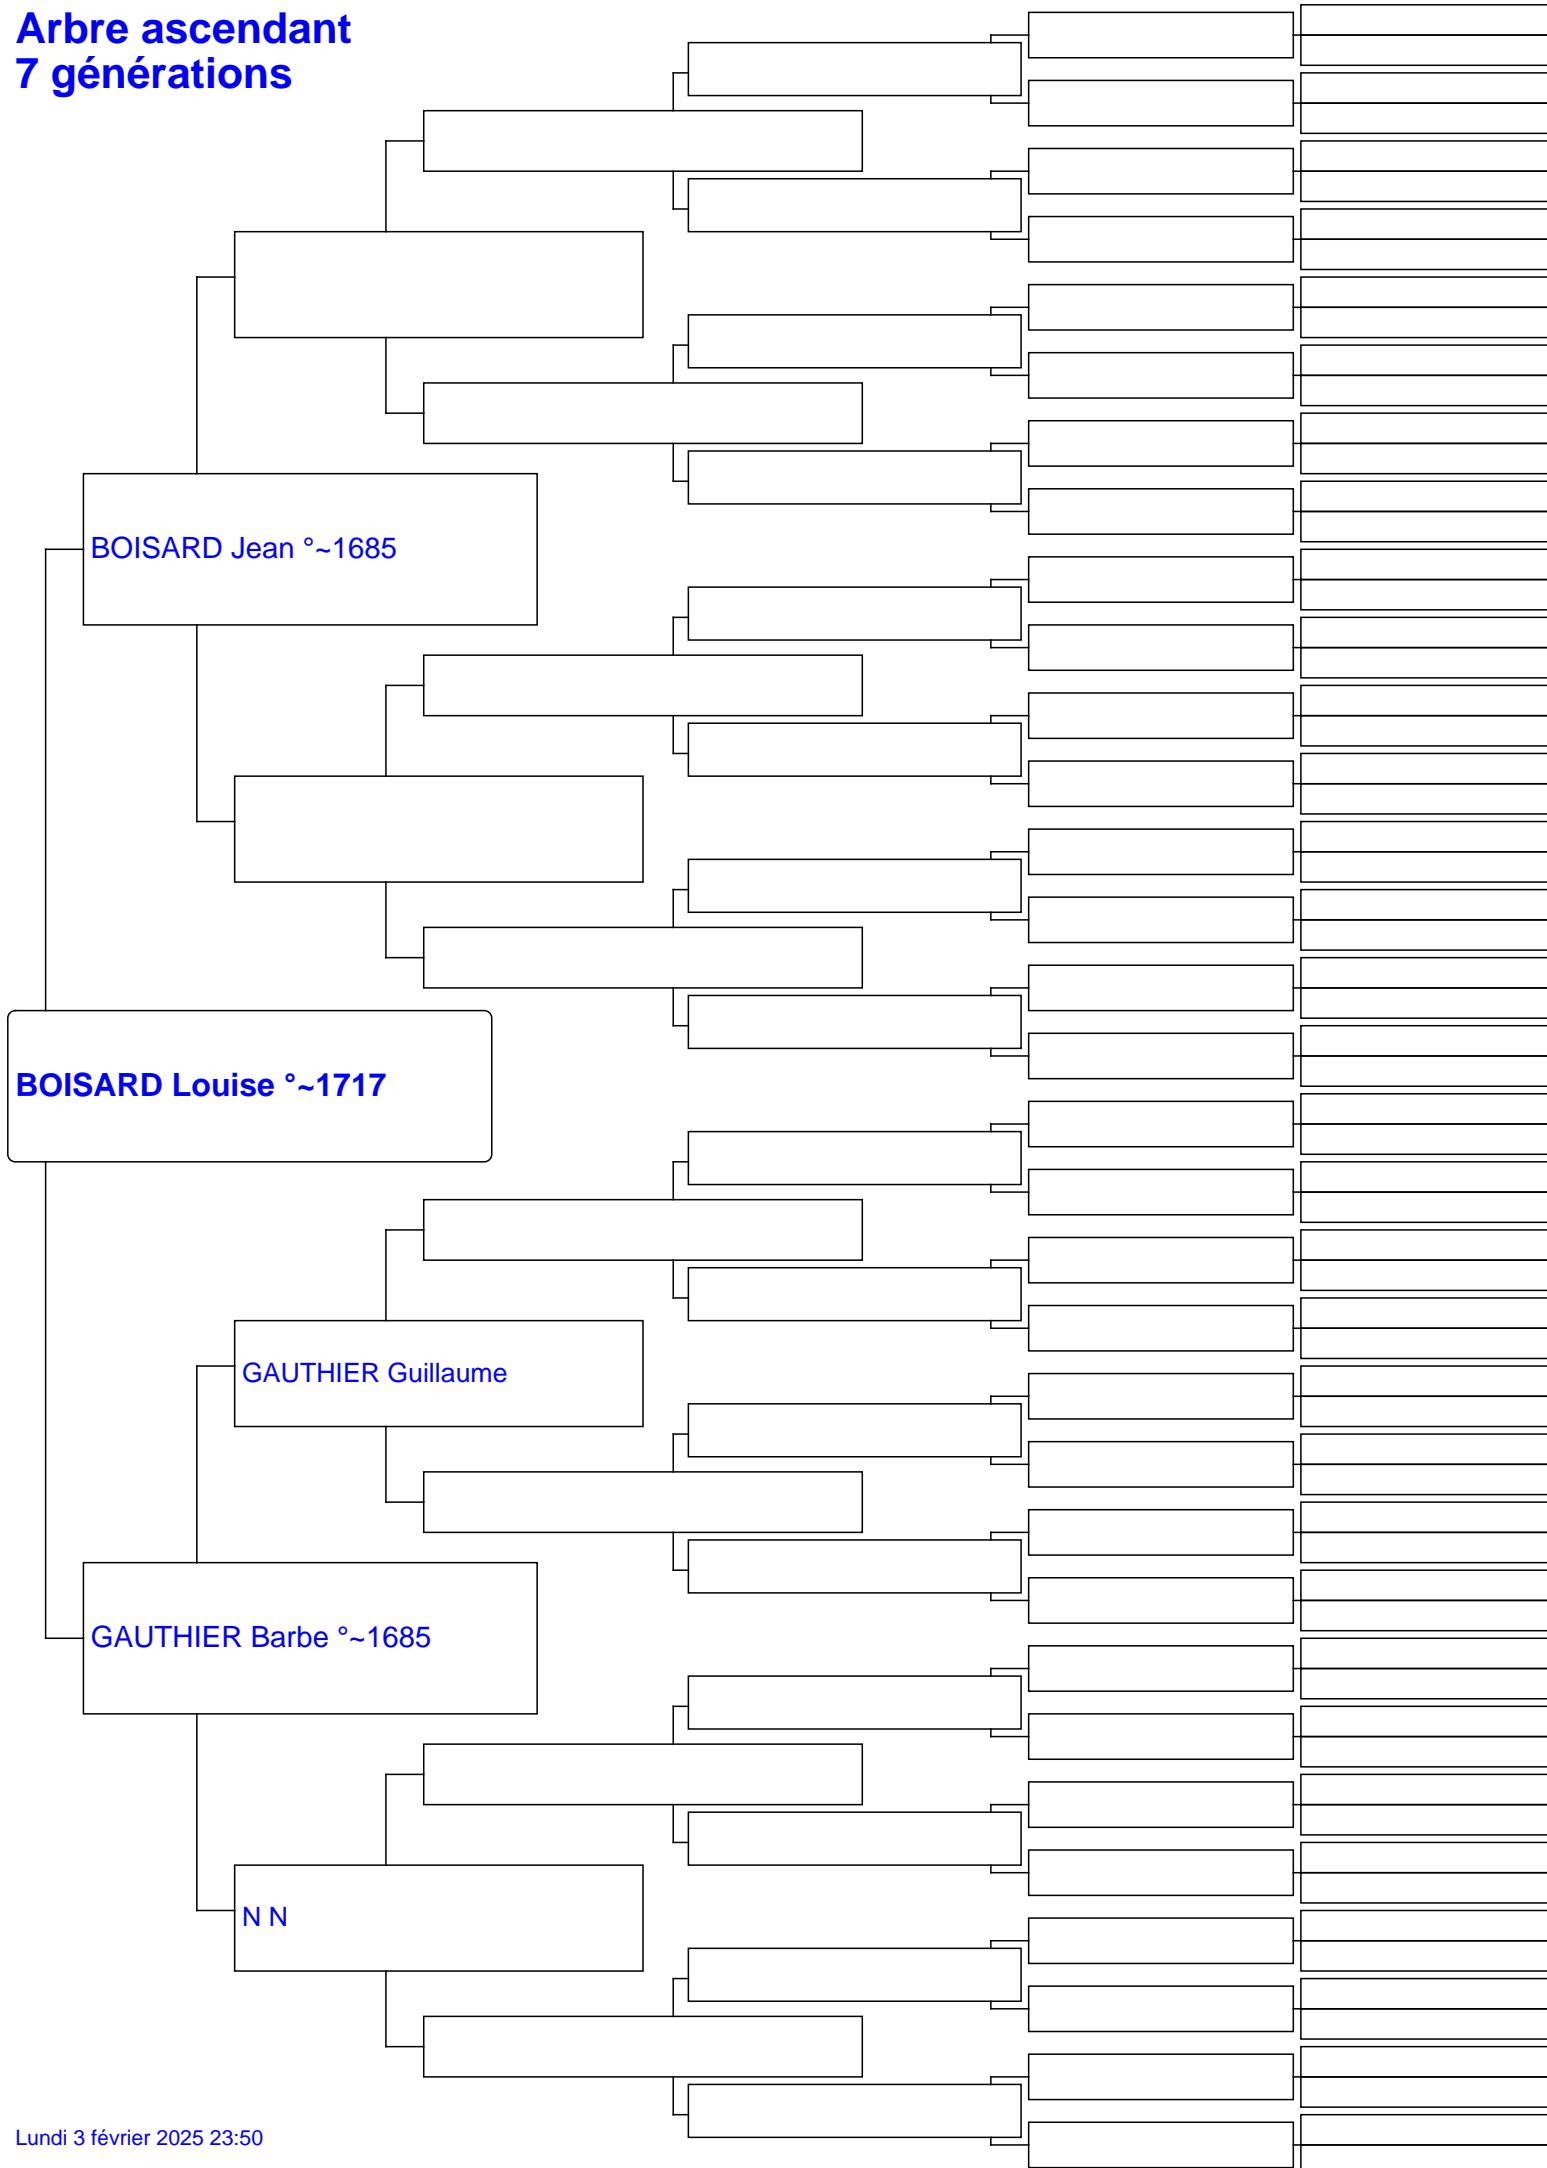 Arbre ascendant
7 générations
BOISARD Jean °~1685
BOISARD Louise °~1717
GAUTHIER Guillaume
GAUTHIER Barbe °~1685
N N
Lundi 3 février 2025 23:50